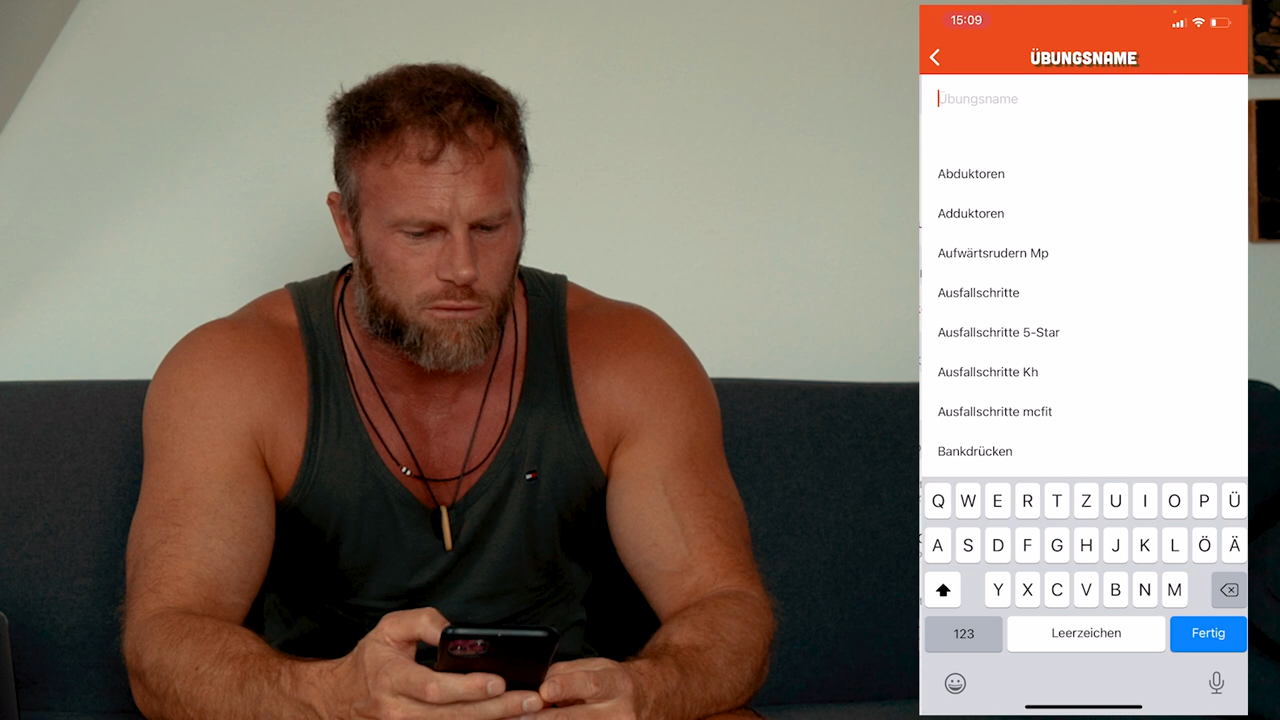 15:09
ÜBUNGSNAME
Übungsname
Abduktoren
Adduktoren
Aufwärtsrudern Mp
Ausfallschritte
Ausfallschritte 5-Star
Ausfallschritte Kh
Ausfallschritte mcfit
Bankdrücken
Q W E R T Z U I O P Ü
A S D F G H J K L Ö Ä
Y X C V B N M
123 Leerzeichen Fertig